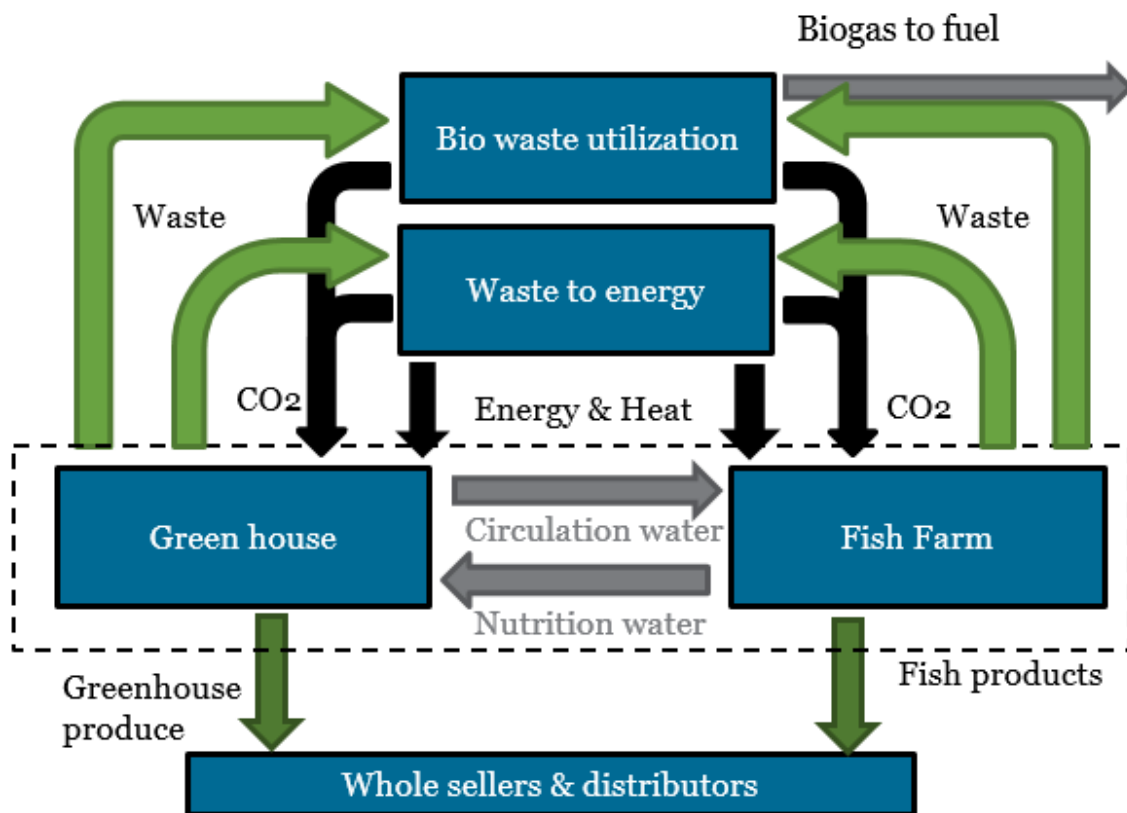 Biogas to fuel
Bio waste utilization
Waste
Waste
Waste to energy
CO2
Energy & Heat
CO2
Green house
Circulation water
Fish Farm
Nutrition water
Greenhouse
produce
Fish products
Whole sellers & distributors